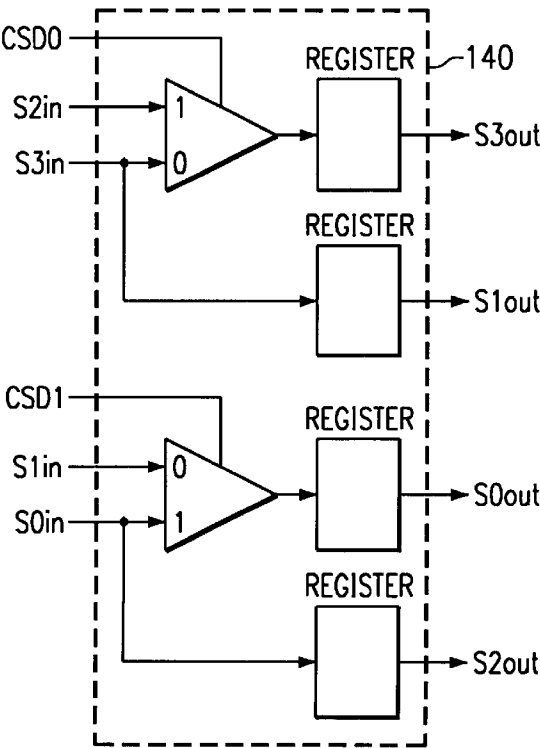 CSD0
REGISTER
140
S2in
1
S3out
S3in
0
REGISTER
S1out
CSD1
REGISTER
S1in
0
S0out
S0in
1
REGISTER
S2out